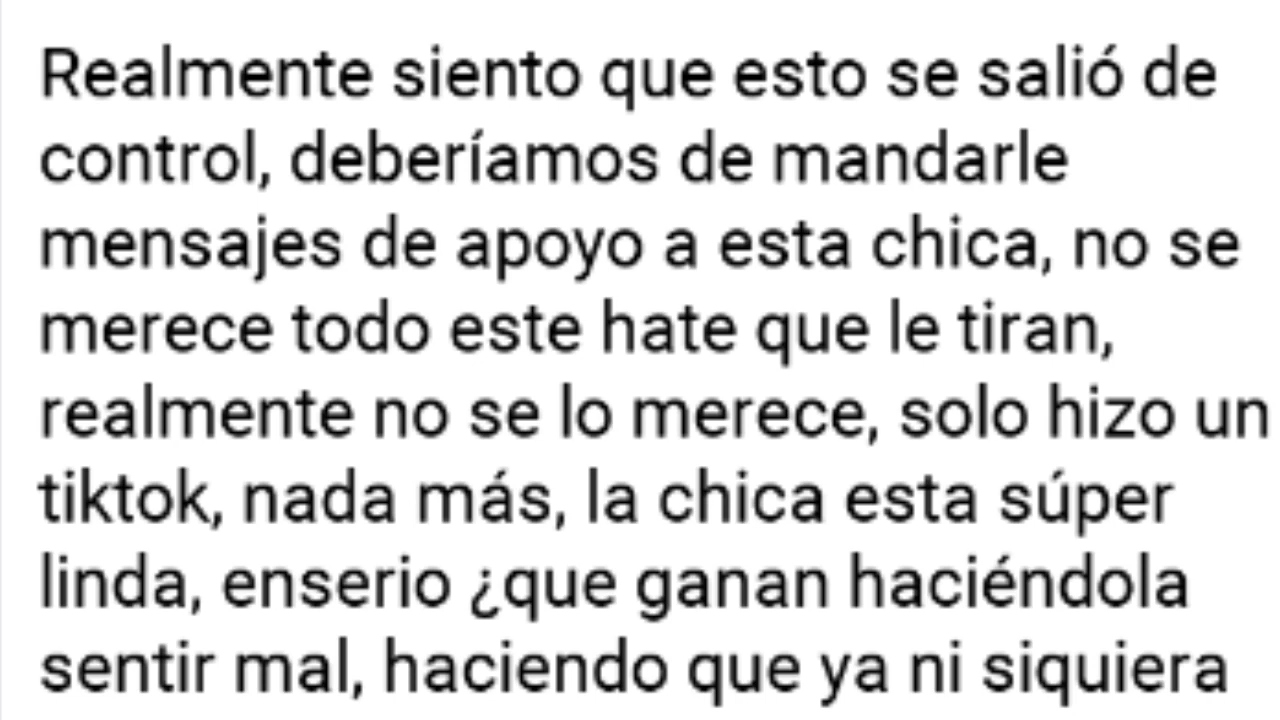 Realmente siento que esto se salió de
control, deberíamos de mandarle
mensajes de apoyo a esta chica, no se
merece todo este hate que le tiran,
realmente no se lo merece, solo hizo un
tiktok, nada más, la chica esta súper
linda, enserio ¿que ganan haciéndola
sentir mal, haciendo que ya ni siquiera